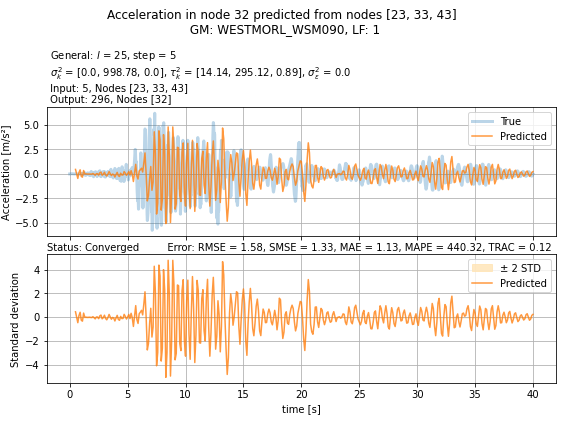 Acceleration in node 32 predicted from nodes [23, 33, 43]
GM: WESTMORL_WSM090, LF: 1
General: l = 25, step = 5
σ²ₖ = [0.0, 998.78, 0.0], τ²ₖ = [14.14, 295.12, 0.89], σ²ε = 0.0
Input: 5, Nodes [23, 33, 43]
Output: 296, Nodes [32]
Acceleration [m/s²]
5.0
2.5
0.0
−2.5
−5.0
True
Predicted
Status: Converged Error: RMSE = 1.58, SMSE = 1.33, MAE = 1.13, MAPE = 440.32, TRAC = 0.12
Standard deviation
4
2
0
−2
−4
± 2 STD
Predicted
0 5 10 15 20 25 30 35 40
time [s]